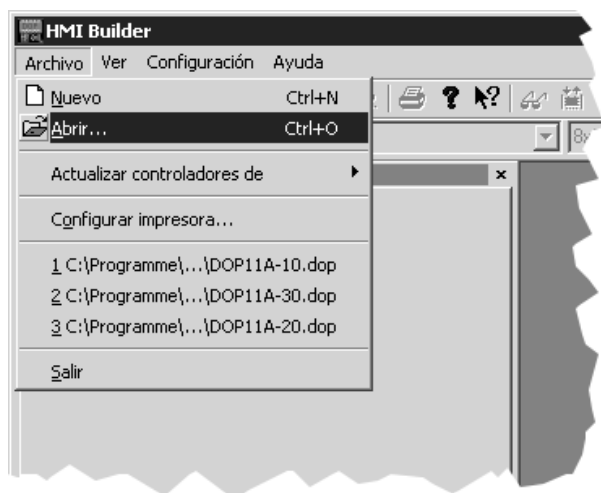 HMI Builder
Archivo Ver Configuración Ayuda
Nuevo Ctrl+N
Abrir... Ctrl+O
8x
Actualizar controladores de
Configurar impresora...
1 C:\Programme\...\DOP11A-10.dop
2 C:\Programme\...\DOP11A-30.dop
3 C:\Programme\...\DOP11A-20.dop
Salir